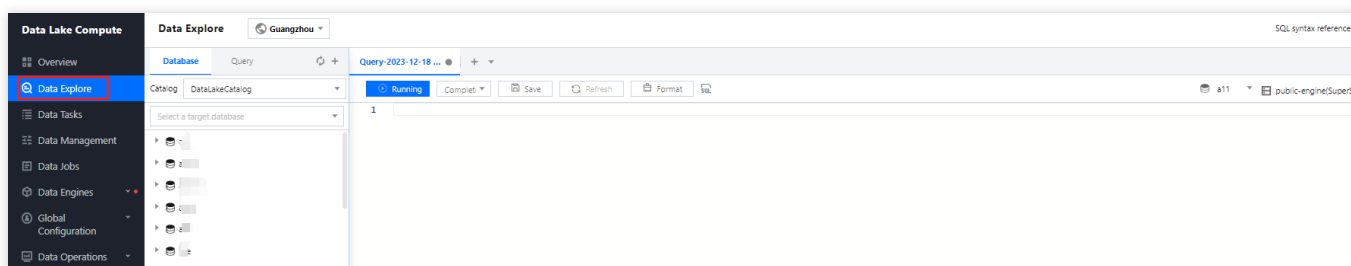 Data Lake Compute
Data Explore
Guangzhou
SQL syntax reference
Overview
Data Explore
Data Tasks
Data Management
Data Jobs
Data Engines
Global
Configuration
Data Operations
Database
Query
Catalog
DataLakeCatalog
Select a target database
Query-2023-12-18 ...
Running
Complet
Save
Refresh
Format
SQL
a11
public-engine(SuperS
1